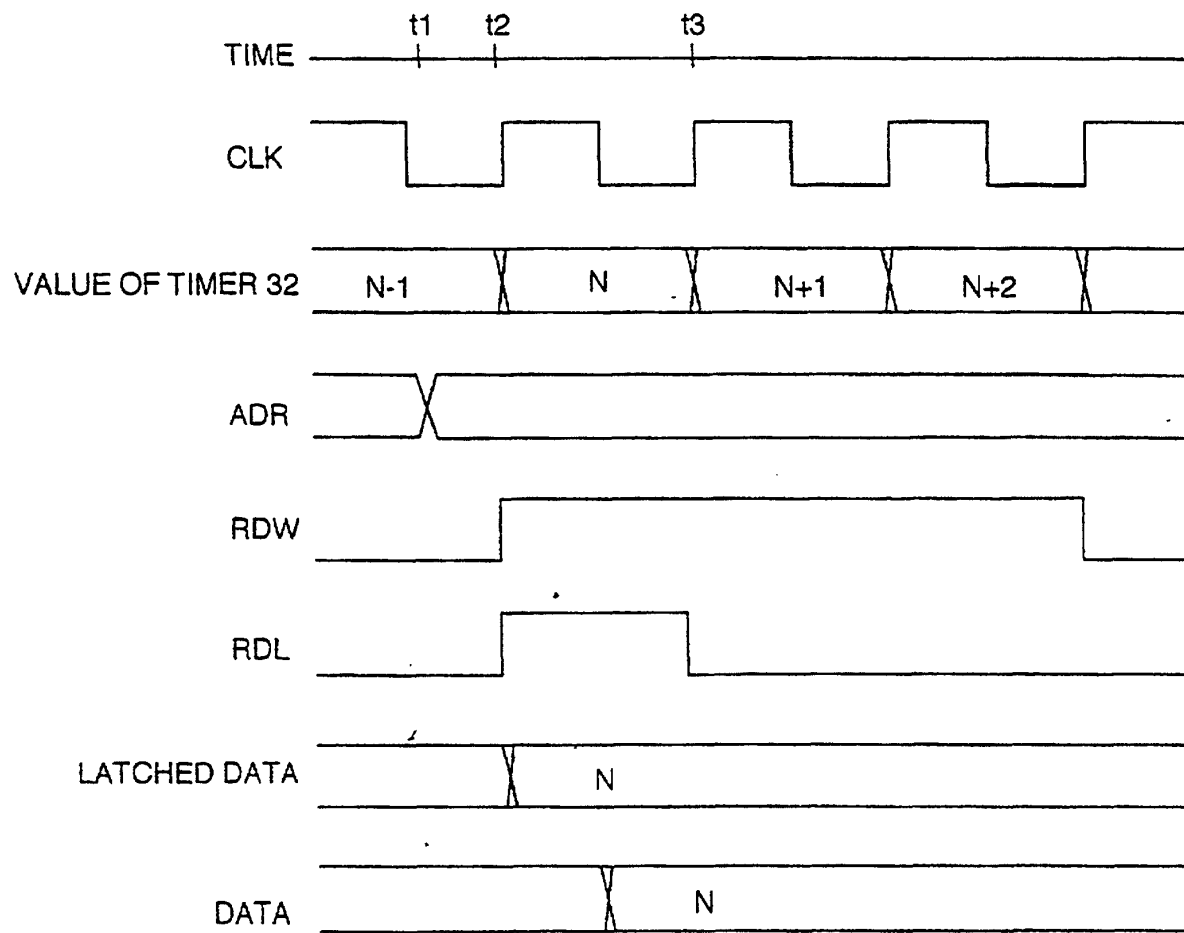 t1 t2 t3
TIME
CLK
VALUE OF TIMER 32 N-1 N N+1 N+2
ADR
RDW
RDL
LATCHED DATA N
DATA N